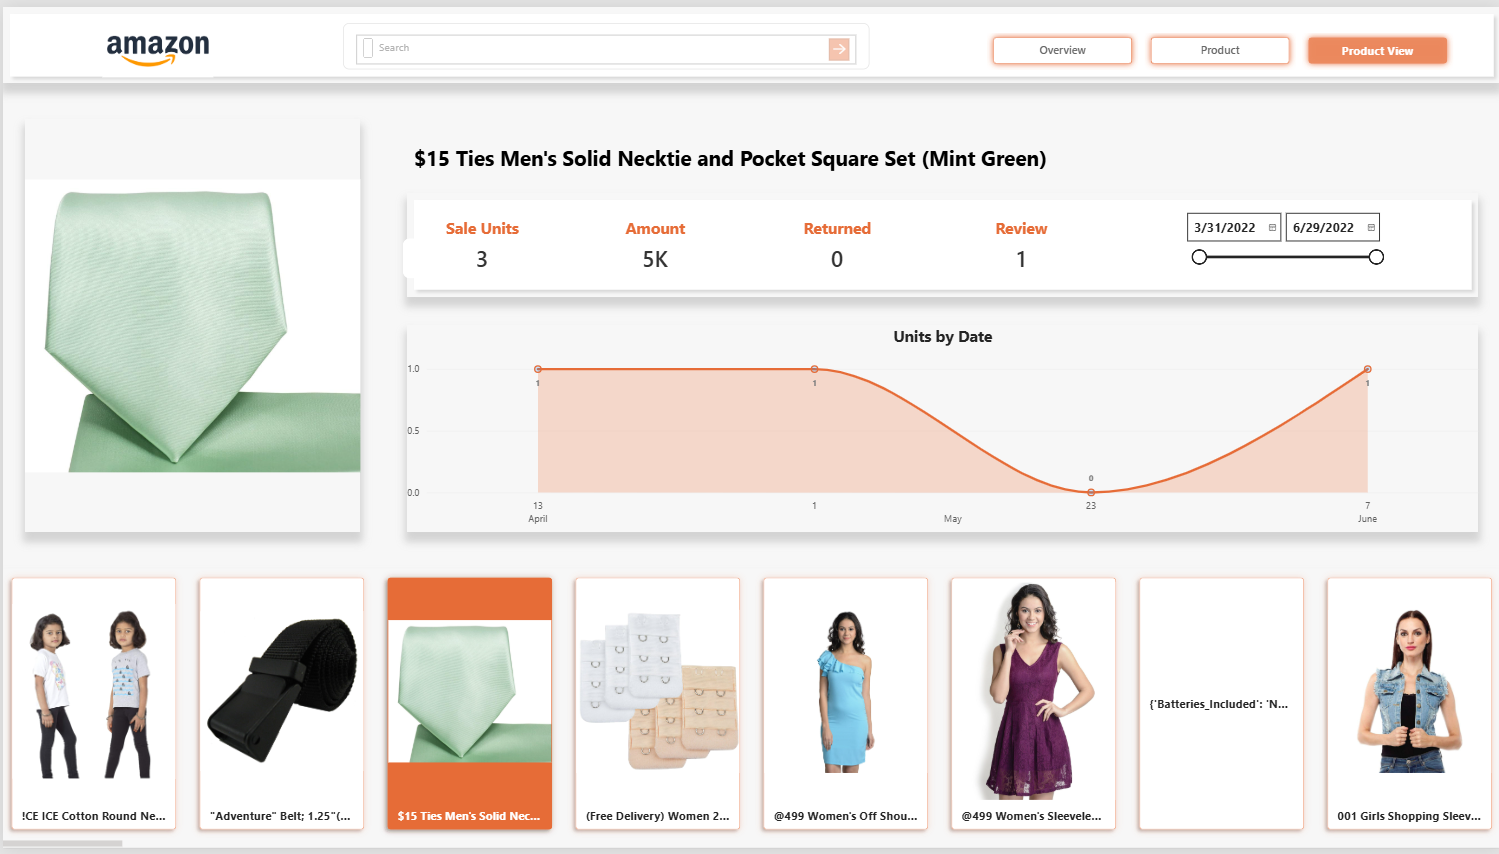 amazon
Search
Overview
Product
Product View
$15 Ties Men's Solid Necktie and Pocket Square Set (Mint Green)
Sale Units
Amount
Returned
Review
3
5K
0
1
3/31/2022
6/29/2022
Units by Date
1.0
0.5
0.0
1
1
0
1
13
1
23
7
April
May
June
!CE ICE Cotton Round Ne...
"Adventure" Belt; 1.25"(...
$15 Ties Men's Solid Nec...
(Free Delivery) Women 2...
@499 Women's Off Shou...
@499 Women's Sleevele...
{'Batteries_Included': 'N...
001 Girls Shopping Sleev...